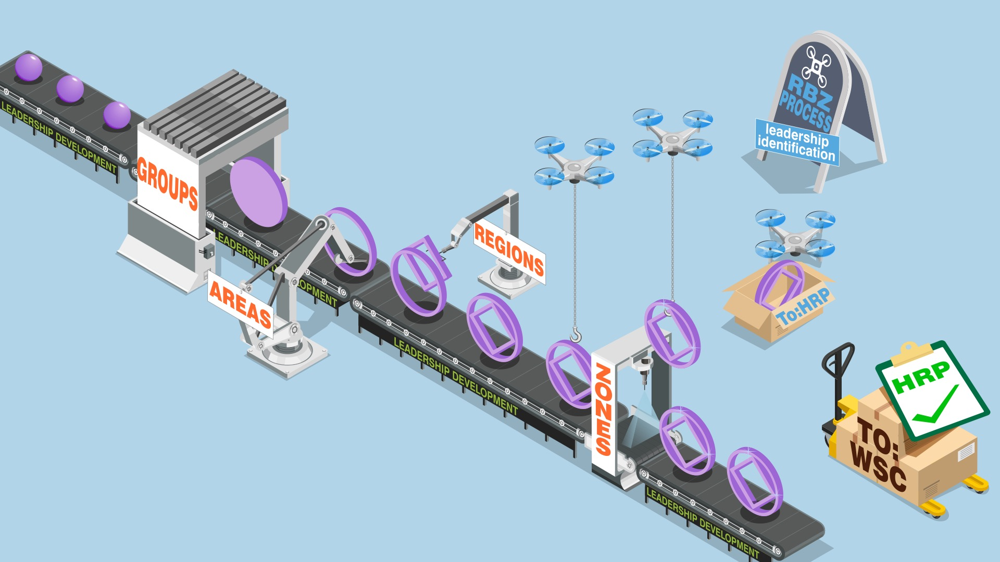 LEADERSHIP DEVELOPMENT
GROUPS
LEADERSHIP D
OPMENT
AREAS
REGIONS
LEADERSHIP DEVELOPMENT
ZONES
LEADERSHIP DEVELOPMENT
RBZ
PROCESS
leadership
identification
To:HRP
HRP
TO:
WSC